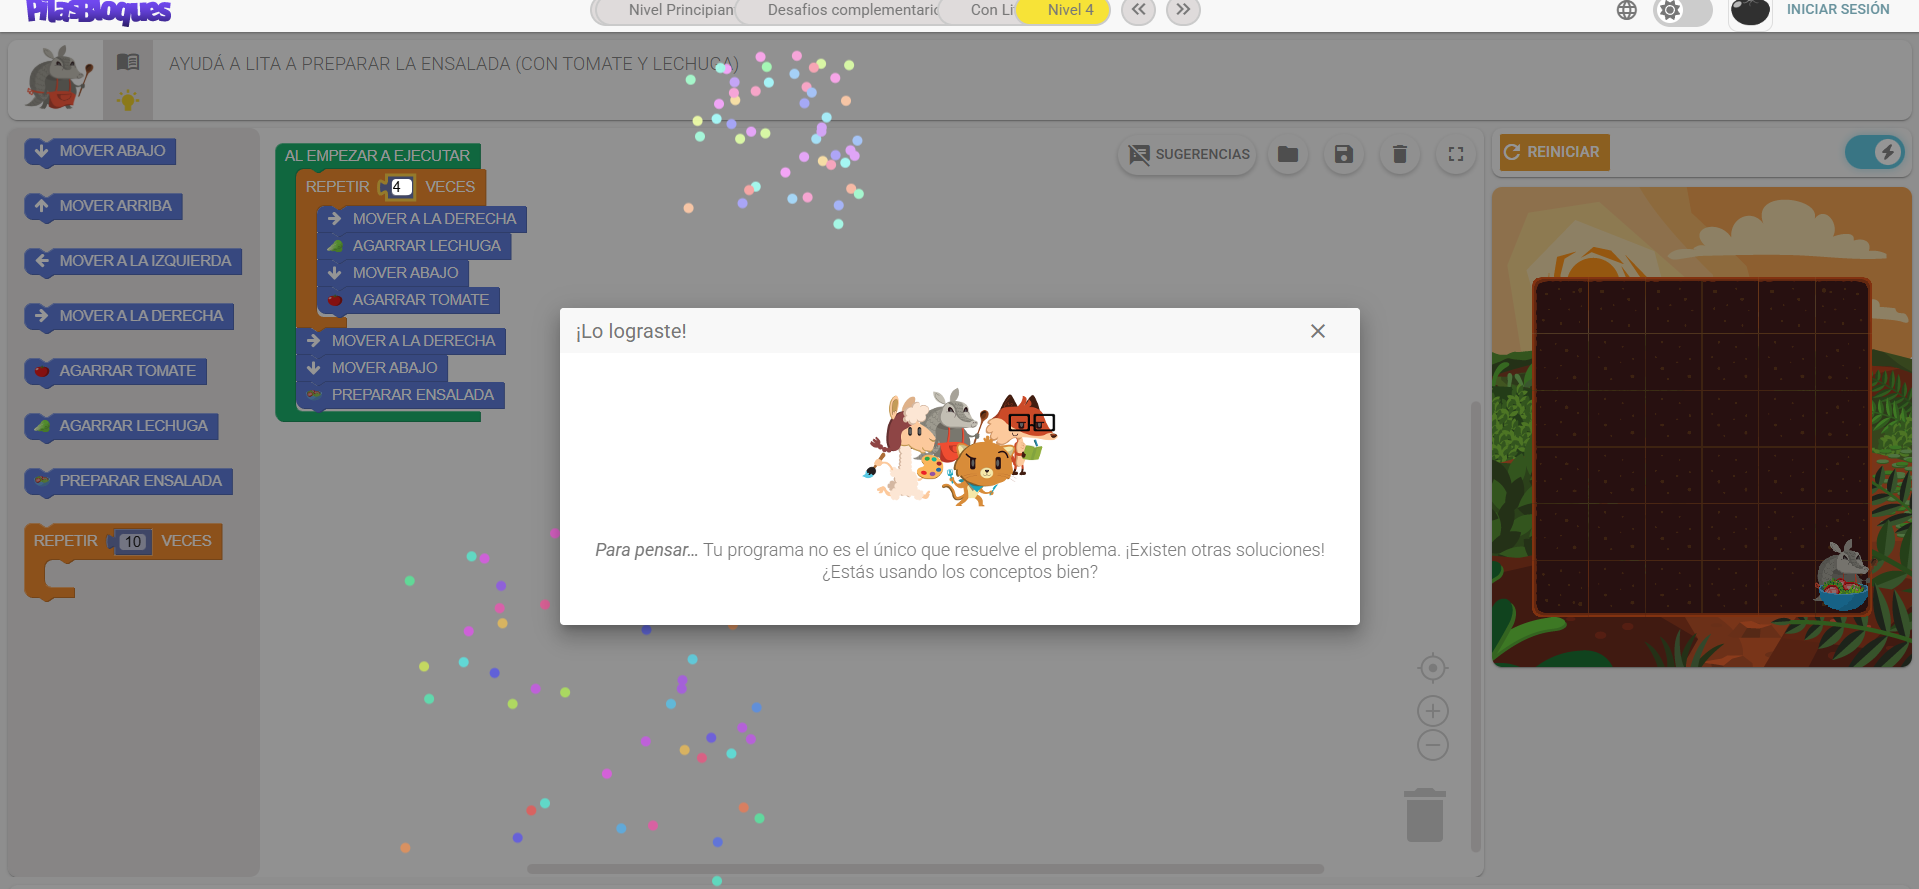 PilasBloques
Nivel Principian
Desafios complementario
Con Li
Nivel 4
INICIAR SESIÓN
AYUDÁ A LITA A PREPARAR LA ENSALADA (CON TOMATE Y LECHUGA)
MOVER ABAJO
MOVER ARRIBA
MOVER A LA IZQUIERDA
MOVER A LA DERECHA
AGARRAR TOMATE
AGARRAR LECHUGA
PREPARAR ENSALADA
REPETIR 10 VECES
AL EMPEZAR A EJECUTAR
REPETIR 4 VECES
MOVER A LA DERECHA
AGARRAR LECHUGA
MOVER ABAJO
AGARRAR TOMATE
MOVER A LA DERECHA
MOVER ABAJO
PREPARAR ENSALADA
SUGERENCIAS
REINICIAR
¡Lo lograste!
Para pensar... Tu programa no es el único que resuelve el problema. ¡Existen otras soluciones!
¿Estás usando los conceptos bien?